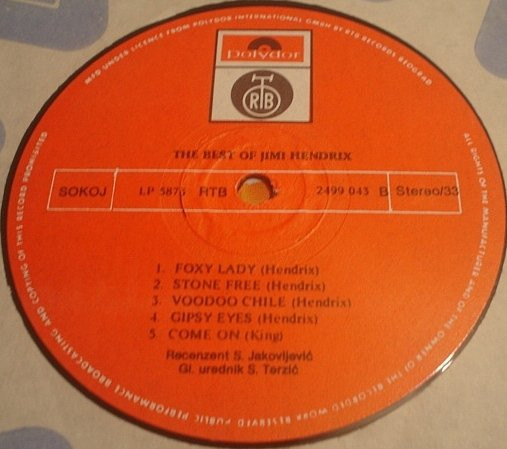 MFD UNDER LICENCE FROM POLYDOR INTERNATIONAL GMBH BY RTB RECORDS BEOGRAD
polydor
RTB
THE BEST OF JIMI HENDRIX
SOKOJ
LP 5873 RTB
2499 043 B
Stereo/33
1. FOXY LADY (Hendrix)
2. STONE FREE (Hendrix)
3. VOODOO CHILE (Hendrix)
4. GIPSY EYES (Hendrix)
5. COME ON (King)
Recenzent S. Jakovljević
Gl. urednik S. Terzić
ALL RIGHTS OF THE MANUFACTURER AND OF THE OWNER OF THE RECORDED WORK RESERVED PUBLIC PERFORMANCE BROADCASTING AND COPYING OF THIS RECORD PROHIBITED